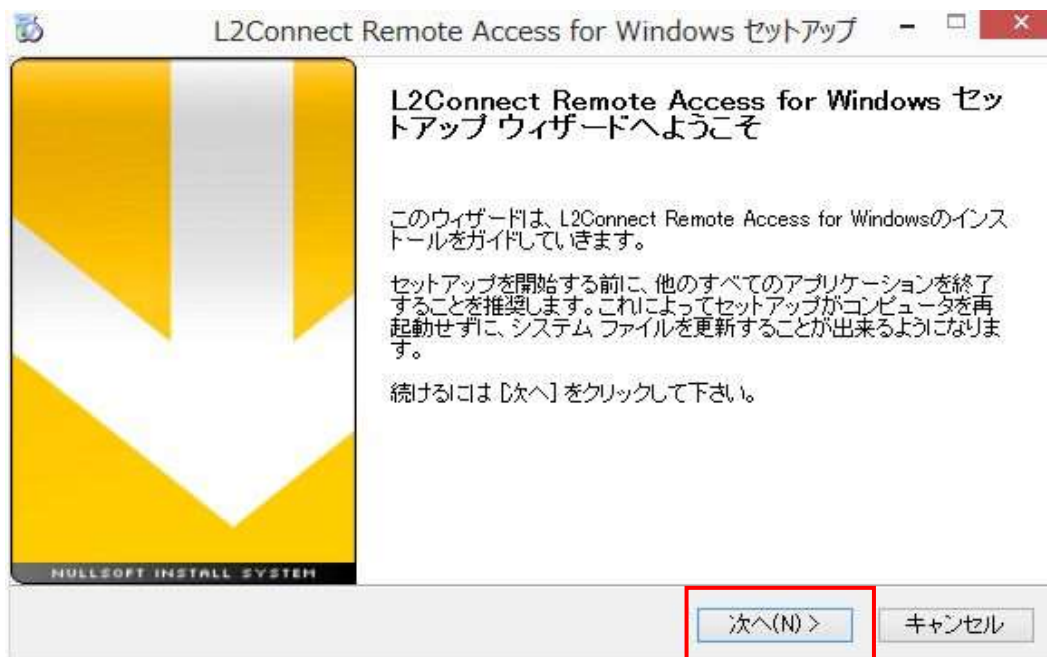 L2Connect Remote Access for Windows セットアップ
L2Connect Remote Access for Windows セッ
トアップ ウィザードへようこそ
このウィザードは、L2Connect Remote Access for Windowsのインス
トールをガイドしていきます。
セットアップを開始する前に、他のすべてのアプリケーションを終了
することを推奨します。これによってセットアップがコンピュータを再
起動せずに、システム ファイルを更新することが出来るようになりま
す。
続けるには [次へ] をクリックして下さい。
NULLSOFT INSTALL SYSTEM
次へ(N) >
キャンセル